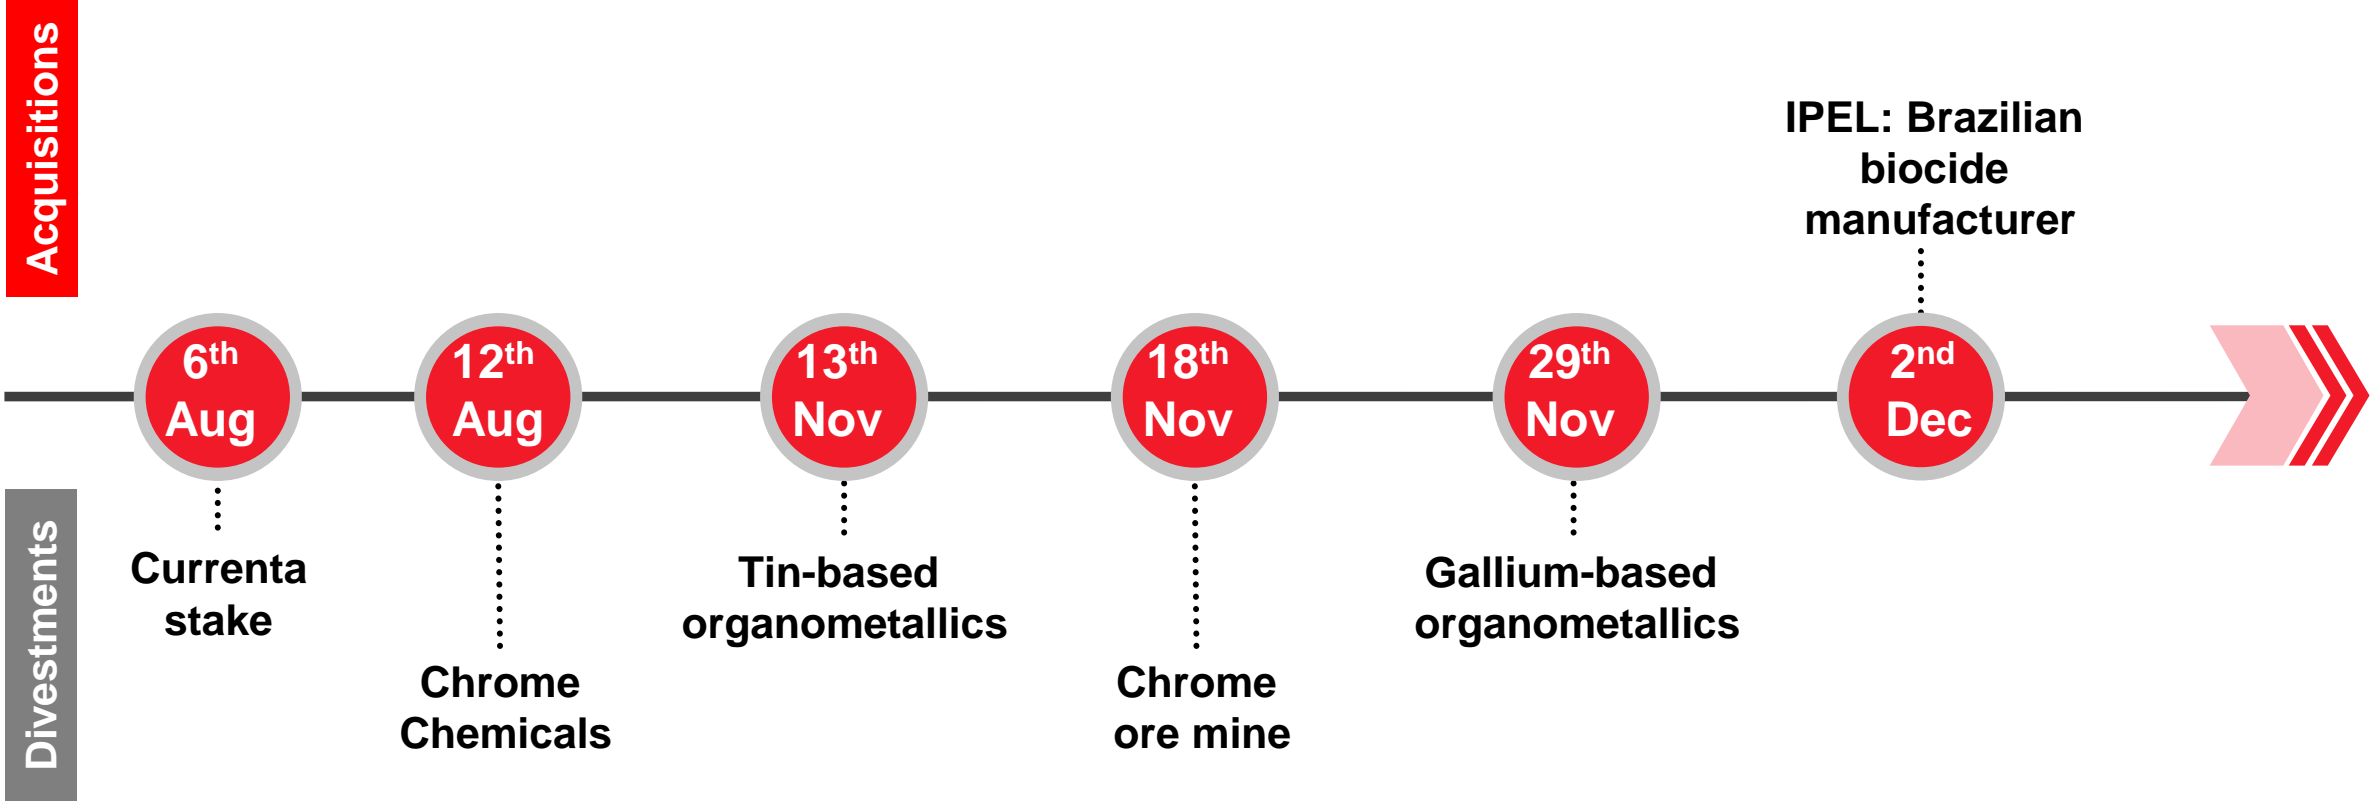 Acquisitions
IPEL: Brazilian
biocide
manufacturer
6th
Aug
12th
Aug
13th
Nov
18th
Nov
29th
Nov
2nd
Dec
Divestments
Currenta
stake
Chrome
Chemicals
Tin-based
organometallics
Chrome
ore mine
Gallium-based
organometallics